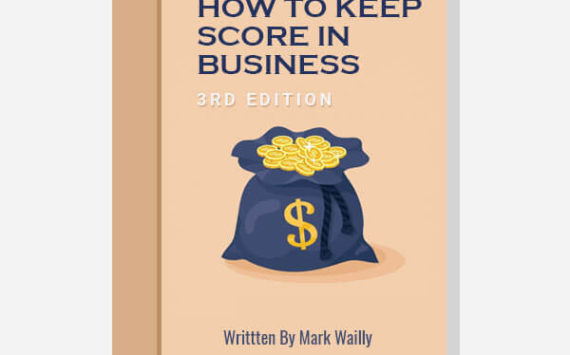 HOW TO KEEP
SCORE IN
BUSINESS
3RD EDITION
$
Writtten By Mark Wailly